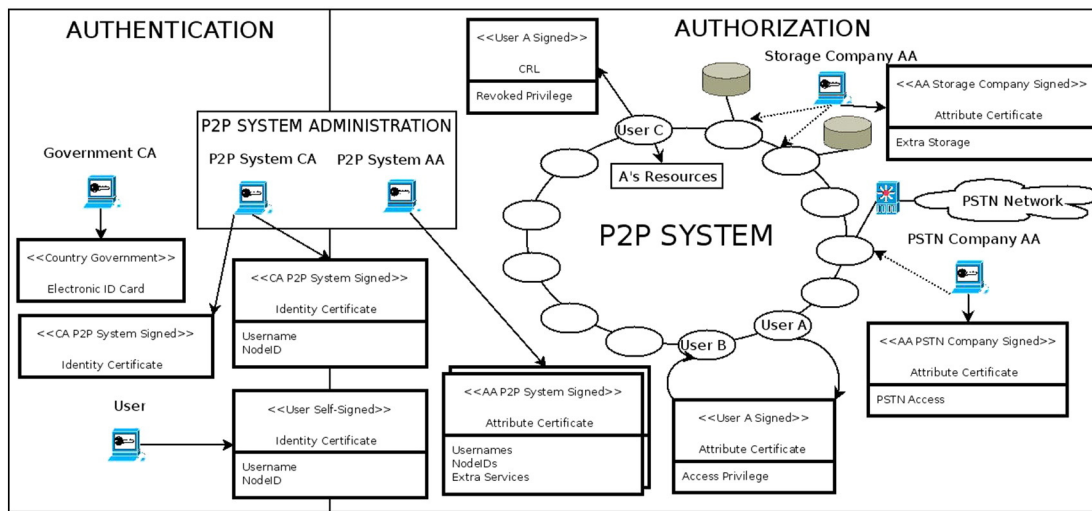 AUTHENTICATION
AUTHORIZATION
P2P SYSTEM ADMINISTRATION
Government CA
P2P System CA
P2P System AA
<<Country Government>>
Electronic ID Card
<<CA P2P System Signed>>
Identity Certificate
<<CA P2P System Signed>>
Identity Certificate
Username
NodeID
User
<<User Self-Signed>>
Identity Certificate
Username
NodeID
<<AA P2P System Signed>>
Attribute Certificate
Usernames
NodeIDs
Extra Services
<<User A Signed>>
CRL
Revoked Privilege
User C
A's Resources
P2P SYSTEM
User A
User B
<<User A Signed>>
Attribute Certificate
Access Privilege
Storage Company AA
<<AA Storage Company Signed>>
Attribute Certificate
Extra Storage
PSTN Network
PSTN Company AA
<<AA PSTN Company Signed>>
Attribute Certificate
PSTN Access